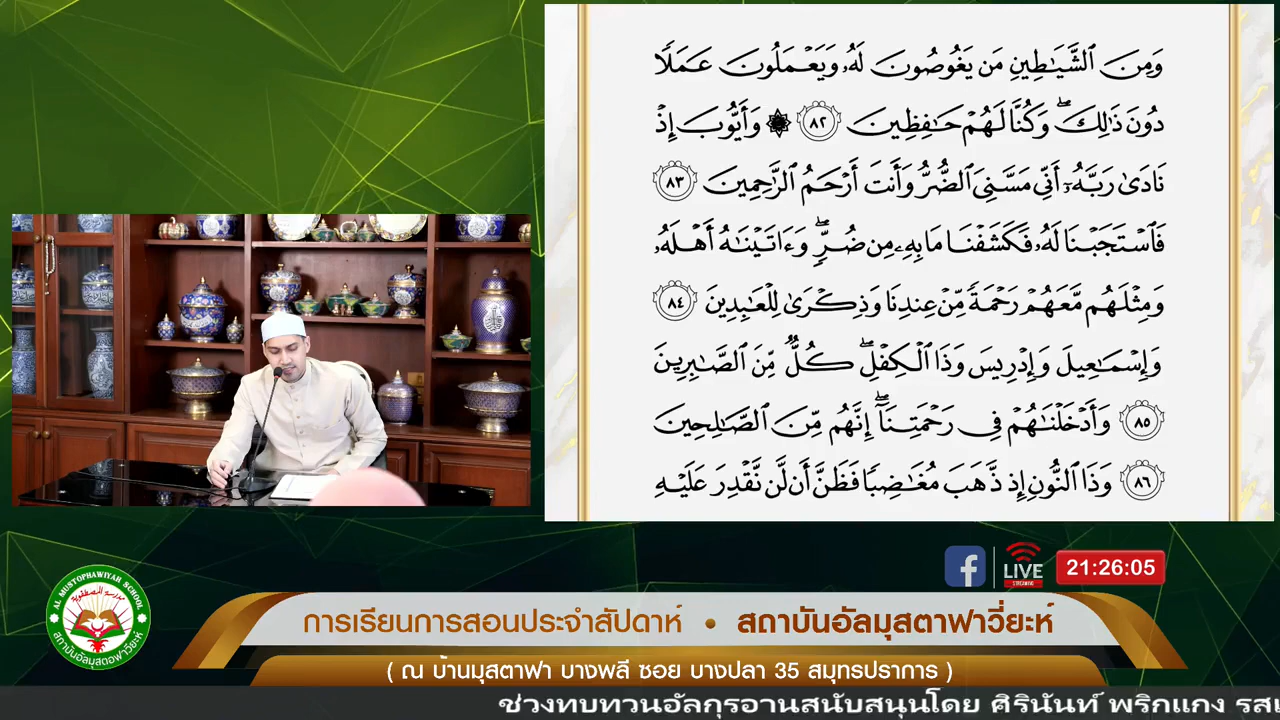 وَمِنَ ٱلشَّيَٰطِينِ مَن يَغُوصُونَ لَهُۥ وَيَعْمَلُونَ عَمَلًا
دُونَ ذَٰلِكَ ۖ وَكُنَّا لَهُمْ حَٰفِظِينَ ٨٢ ۞ وَأَيُّوبَ إِذْ
نَادَىٰ رَبَّهُۥٓ أَنِّى مَسَّنِىَ ٱلضُّرُّ وَأَنتَ أَرْحَمُ ٱلرَّٰحِمِينَ ٨٣
فَٱسْتَجَبْنَا لَهُۥ فَكَشَفْنَا مَا بِهِۦ مِن ضُرٍّ ۖ وَءَاتَيْنَٰهُ أَهْلَهُۥ
وَمِثْلَهُم مَّعَهُمْ رَحْمَةً مِّنْ عِندِنَا وَذِكْرَىٰ لِلْعَٰبِدِينَ ٨٤
وَإِسْمَٰعِيلَ وَإِدْرِيسَ وَذَا ٱلْكِفْلِ ۖ كُلٌّ مِّنَ ٱلصَّٰبِرِينَ
٨٥ وَأَدْخَلْنَٰهُمْ فِى رَحْمَتِنَآ ۖ إِنَّهُم مِّنَ ٱلصَّٰلِحِينَ
٨٦ وَذَا ٱلنُّونِ إِذ ذَّهَبَ مُغَٰضِبًا فَظَنَّ أَن لَّن نَّقْدِرَ عَلَيْهِ
LIVE
STREAMING
21:26:05
AL MUSTOPHAWIYAH SCHOOL
مدرسة المصطفوية
สถาบันอัลมุสตอฟาวียะห์
การเรียนการสอนประจำสัปดาห์ • สถาบันอัลมุสตาฟาวี่ยะห์
( ณ บ้านมุสตาฟา บางพลี ซอย บางปลา 35 สมุทรปราการ )
ช่วงทบทวนอัลกุรอานสนับสนุนโดย ศิรินันท์ พริกแกง